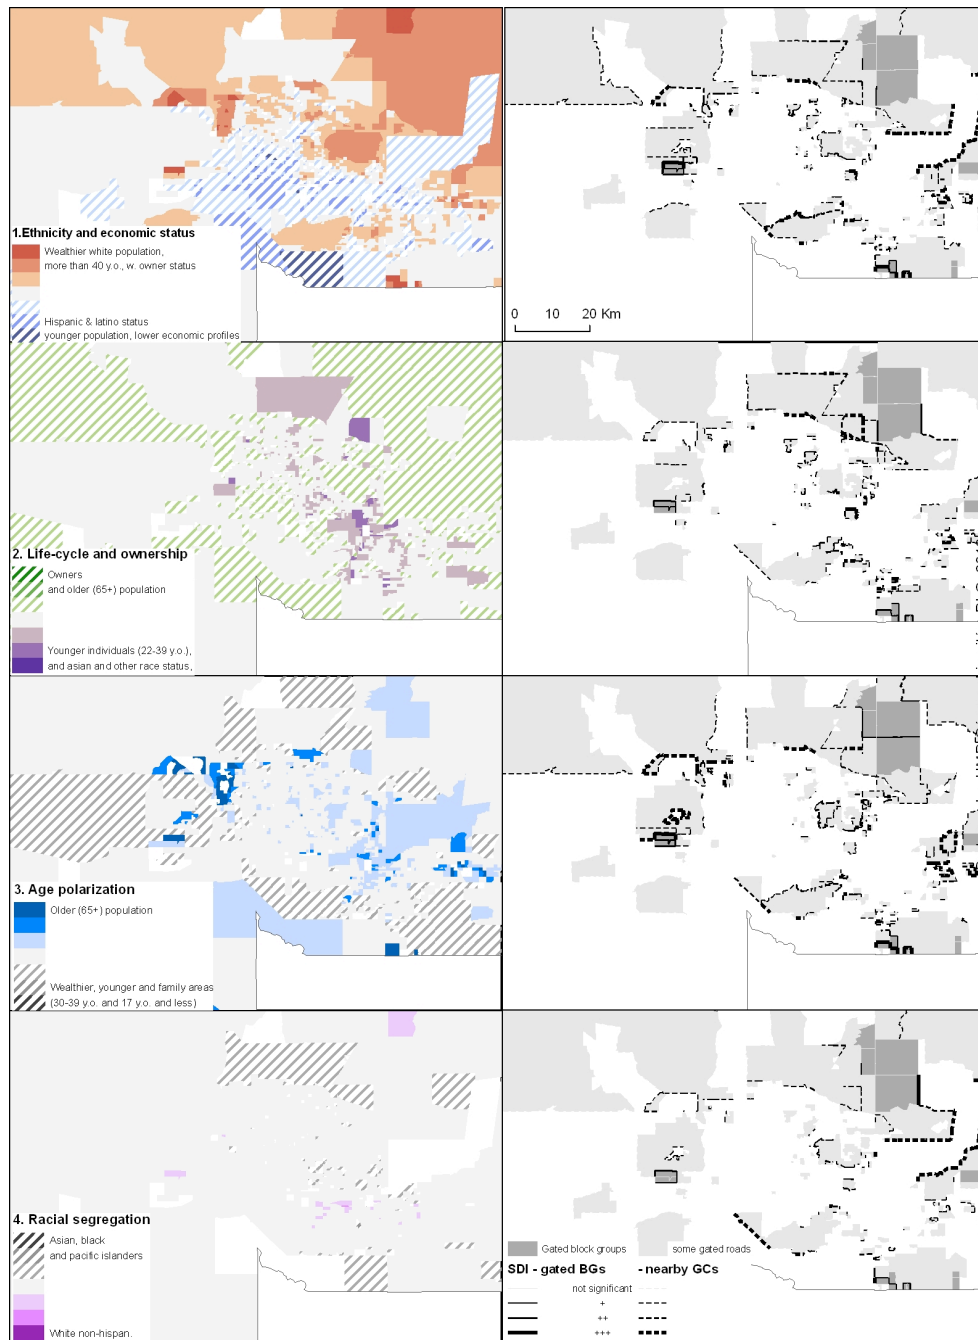 1.Ethnicity and economic status
Wealthier white population,
more than 40 y.o., w. owner status
Hispanic & latino status
younger population, lower economic profiles
0 10 20 Km
2. Life-cycle and ownership
Owners
and older (65+) population
Younger individuals (22-39 y.o.),
and asian and other race status,
3. Age polarization
Older (65+) population
Wealthier, younger and family areas
(30-39 y.o. and 17 y.o. and less)
4. Racial segregation
Asian, black
and pacific islanders
White non-hispan.
Gated block groups some gated roads
SDI - gated BGs - nearby GCs
not significant
+
++
+++